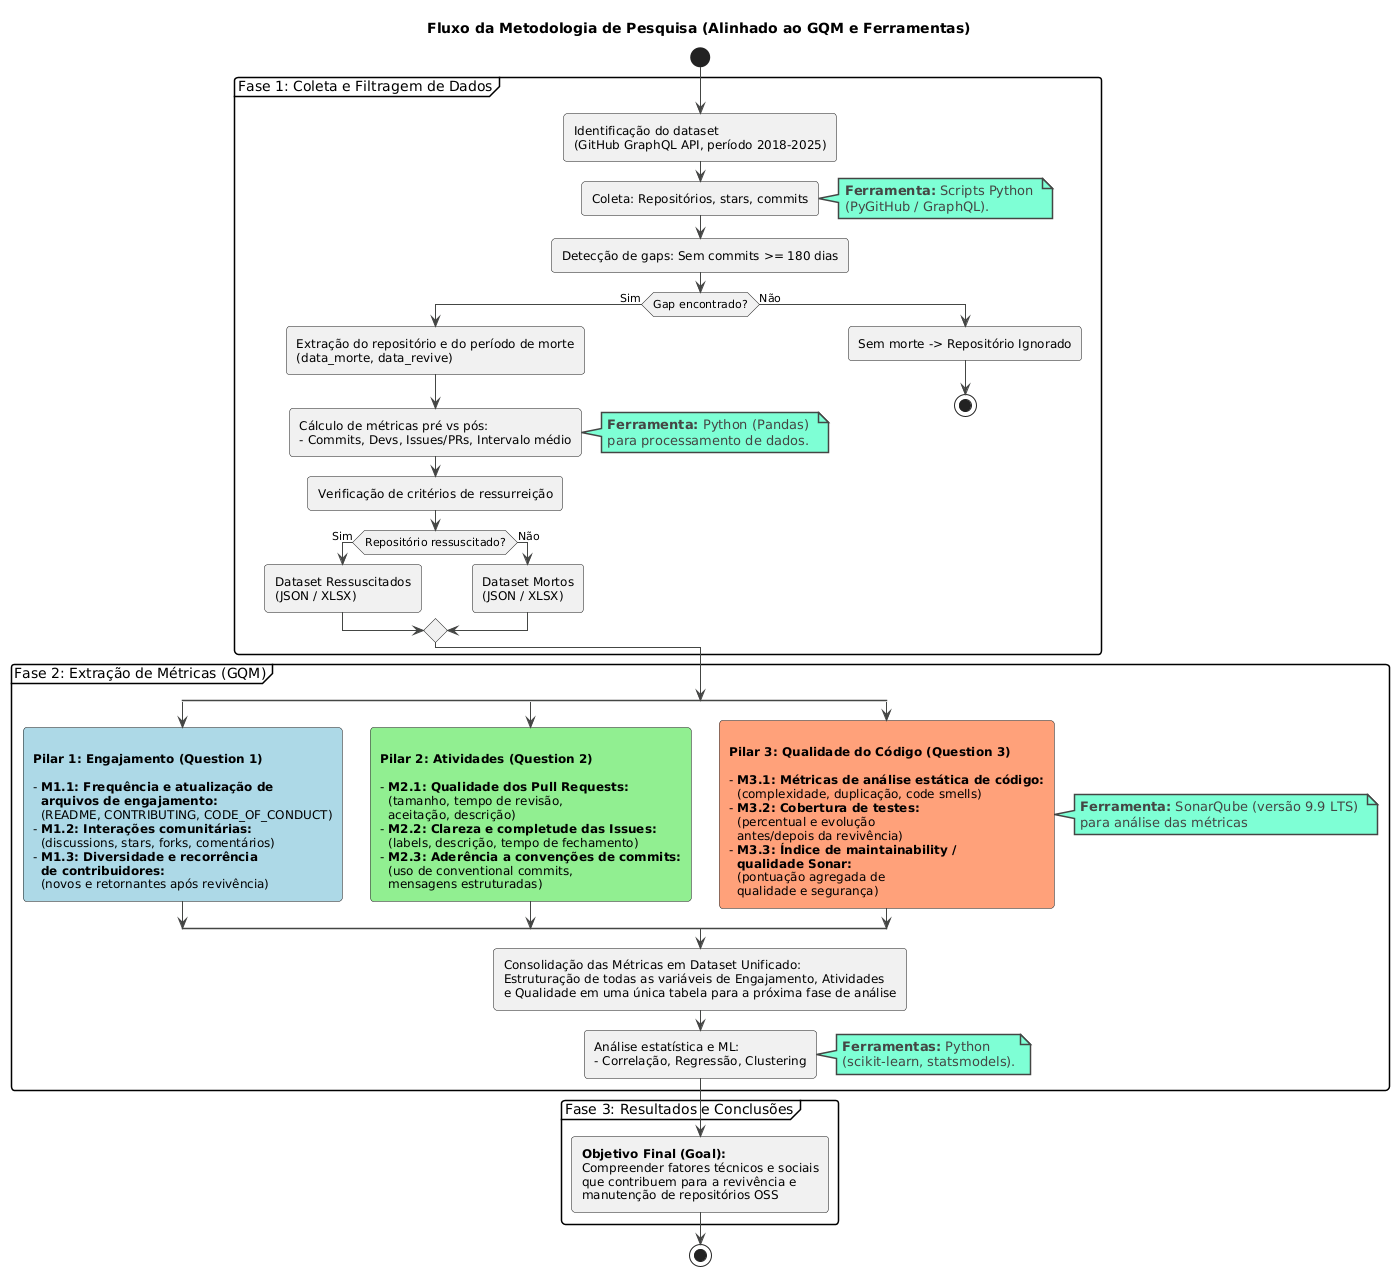 Fluxo da Metodologia de Pesquisa (Alinhado ao GQM e Ferramentas)
Fase 1: Coleta e Filtragem de Dados
Identificação do dataset
(GitHub GraphQL API, período 2018-2025)
Coleta: Repositórios, stars, commits
Ferramenta: Scripts Python
(PyGitHub / GraphQL).
Detecção de gaps: Sem commits >= 180 dias
Gap encontrado?
Sim
Não
Extração do repositório e do período de morte
(data_morte, data_revive)
Sem morte -> Repositório Ignorado
Cálculo de métricas pré vs pós:
- Commits, Devs, Issues/PRs, Intervalo médio
Ferramenta: Python (Pandas)
para processamento de dados.
Verificação de critérios de ressurreição
Repositório ressuscitado?
Sim
Não
Dataset Ressuscitados
(JSON / XLSX)
Dataset Mortos
(JSON / XLSX)
Fase 2: Extração de Métricas (GQM)
Pilar 1: Engajamento (Question 1)
- M1.1: Frequência e atualização de
arquivos de engajamento:
(README, CONTRIBUTING, CODE_OF_CONDUCT)
- M1.2: Interações comunitárias:
(discussions, stars, forks, comentários)
- M1.3: Diversidade e recorrência
de contribuidores:
(novos e retornantes após revivência)
Pilar 2: Atividades (Question 2)
- M2.1: Qualidade dos Pull Requests:
(tamanho, tempo de revisão,
aceitação, descrição)
- M2.2: Clareza e completude das Issues:
(labels, descrição, tempo de fechamento)
- M2.3: Aderência a convenções de commits:
(uso de conventional commits,
mensagens estruturadas)
Pilar 3: Qualidade do Código (Question 3)
- M3.1: Métricas de análise estática de código:
(complexidade, duplicação, code smells)
- M3.2: Cobertura de testes:
(percentual e evolução
antes/depois da revivência)
- M3.3: Índice de maintainability /
qualidade Sonar:
(pontuação agregada de
qualidade e segurança)
Ferramenta: SonarQube (versão 9.9 LTS)
para análise das métricas
Consolidação das Métricas em Dataset Unificado:
Estruturação de todas as variáveis de Engajamento, Atividades
e Qualidade em uma única tabela para a próxima fase de análise
Análise estatística e ML:
- Correlação, Regressão, Clustering
Ferramentas: Python
(scikit-learn, statsmodels).
Fase 3: Resultados e Conclusões
Objetivo Final (Goal):
Compreender fatores técnicos e sociais
que contribuem para a revivência e
manutenção de repositórios OSS